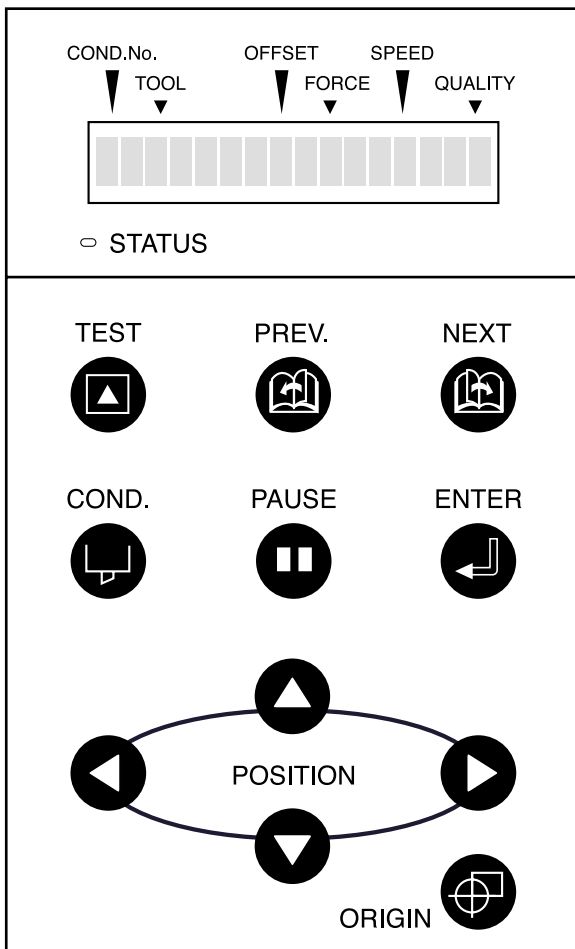 COND.No. OFFSET SPEED
TOOL FORCE QUALITY
STATUS
TEST PREV. NEXT
COND. PAUSE ENTER
POSITION
ORIGIN